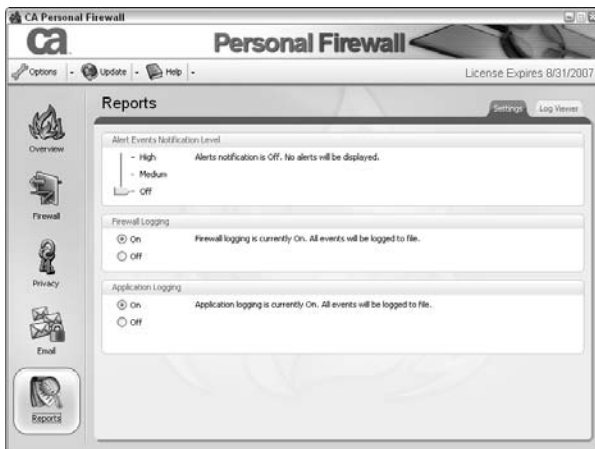 CA Personal Firewall
ca
Personal Firewall
Options
Update
Help
License Expires 8/31/2007
Overview
Firewall
Privacy
Email
Reports
Reports
Settings
Log Viewer
Alert Events Notification Level
High
Medium
Off
Alerts notification is Off. No alerts will be displayed.
Firewall Logging
On
Firewall logging is currently On. All events will be logged to file.
Off
Application Logging
On
Application logging is currently On. All events will be logged to file.
Off